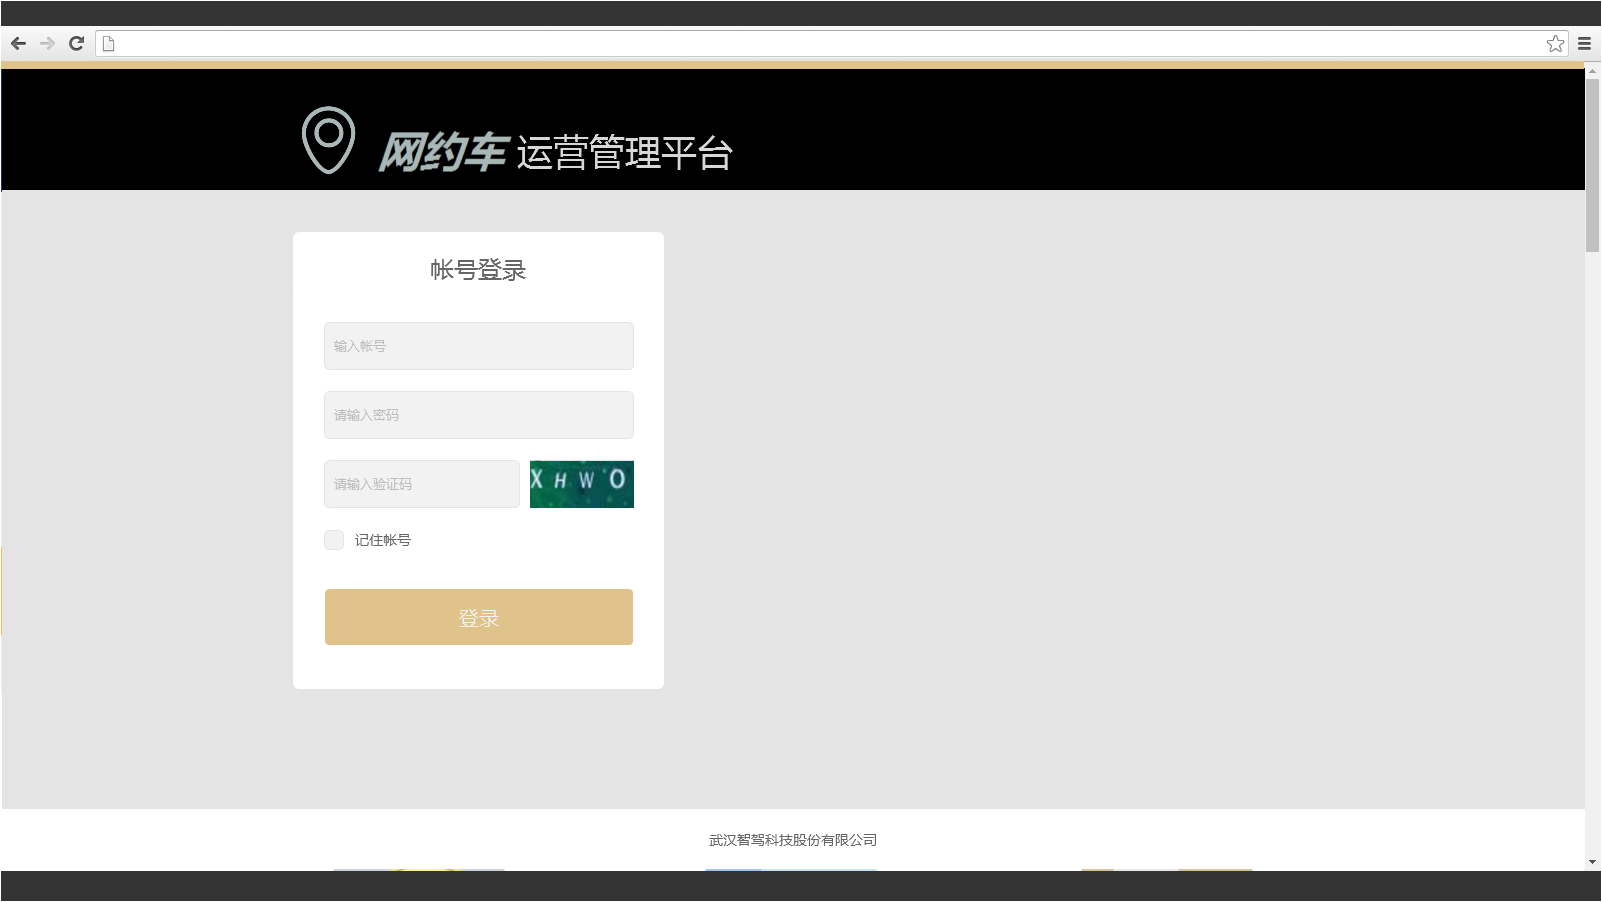 网约车 运营管理平台
帐号登录
输入帐号
请输入密码
请输入验证码
X H W O
记住帐号
登录
武汉智驾科技股份有限公司